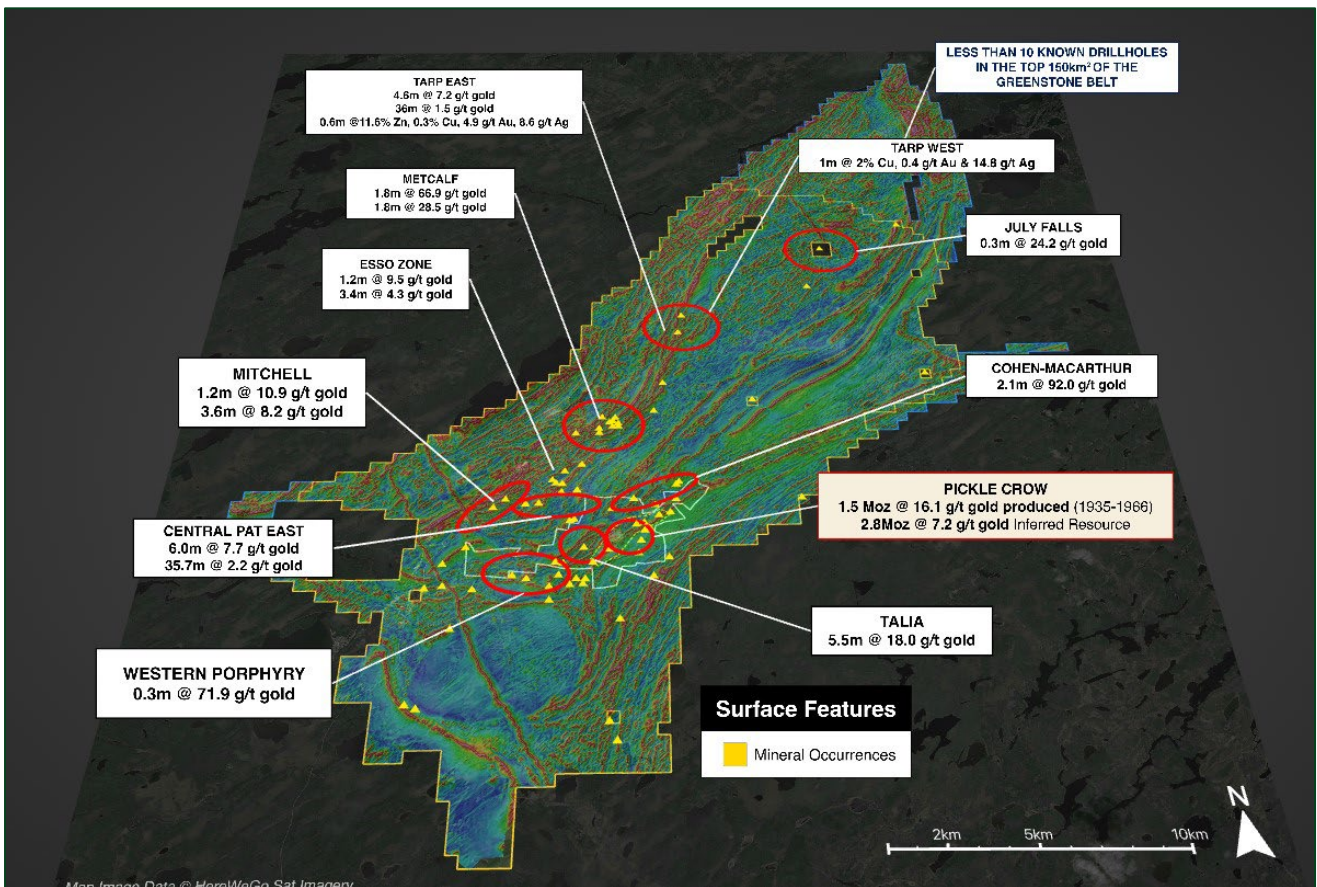 LESS THAN 10 KNOWN DRILLHOLES
IN THE TOP 150km² OF THE
GREENSTONE BELT
TARP EAST
4.6m @ 7.2 g/t gold
36m @ 1.5 g/t gold
0.6m @11.6% Zn, 0.3% Cu, 4.9 g/t Au, 8.6 g/t Ag
TARP WEST
1m @ 2% Cu, 0.4 g/t Au & 14.8 g/t Ag
METCALF
1.8m @ 66.9 g/t gold
1.8m @ 28.5 g/t gold
JULY FALLS
0.3m @ 24.2 g/t gold
ESSO ZONE
1.2m @ 9.5 g/t gold
3.4m @ 4.3 g/t gold
MITCHELL
1.2m @ 10.9 g/t gold
3.6m @ 8.2 g/t gold
COHEN-MACARTHUR
2.1m @ 92.0 g/t gold
PICKLE CROW
1.5 Moz @ 16.1 g/t gold produced (1935-1966)
2.8Moz @ 7.2 g/t gold Inferred Resource
CENTRAL PAT EAST
6.0m @ 7.7 g/t gold
35.7m @ 2.2 g/t gold
TALIA
5.5m @ 18.0 g/t gold
WESTERN PORPHYRY
0.3m @ 71.9 g/t gold
Surface Features
Mineral Occurrences
N
2km 5km 10km
Map Image Data © HereWeGo Sat Imagery